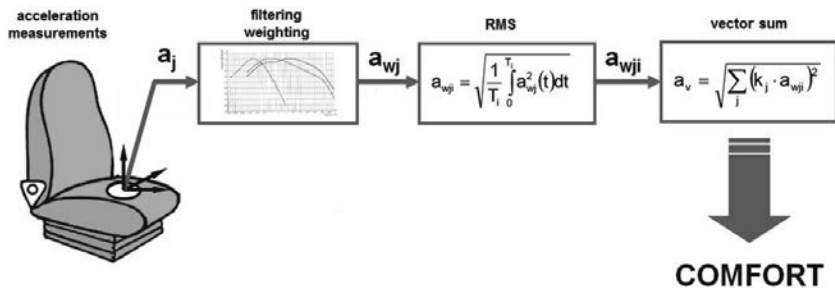 acceleration
measurements
filtering
weighting
RMS
vector sum
a_j
a_wj
a_wji = √(1/T_i ∫_0^T_i a_wj^2(t)dt)
a_wji
a_v = √(∑_j (k_j · a_wji)^2)
COMFORT